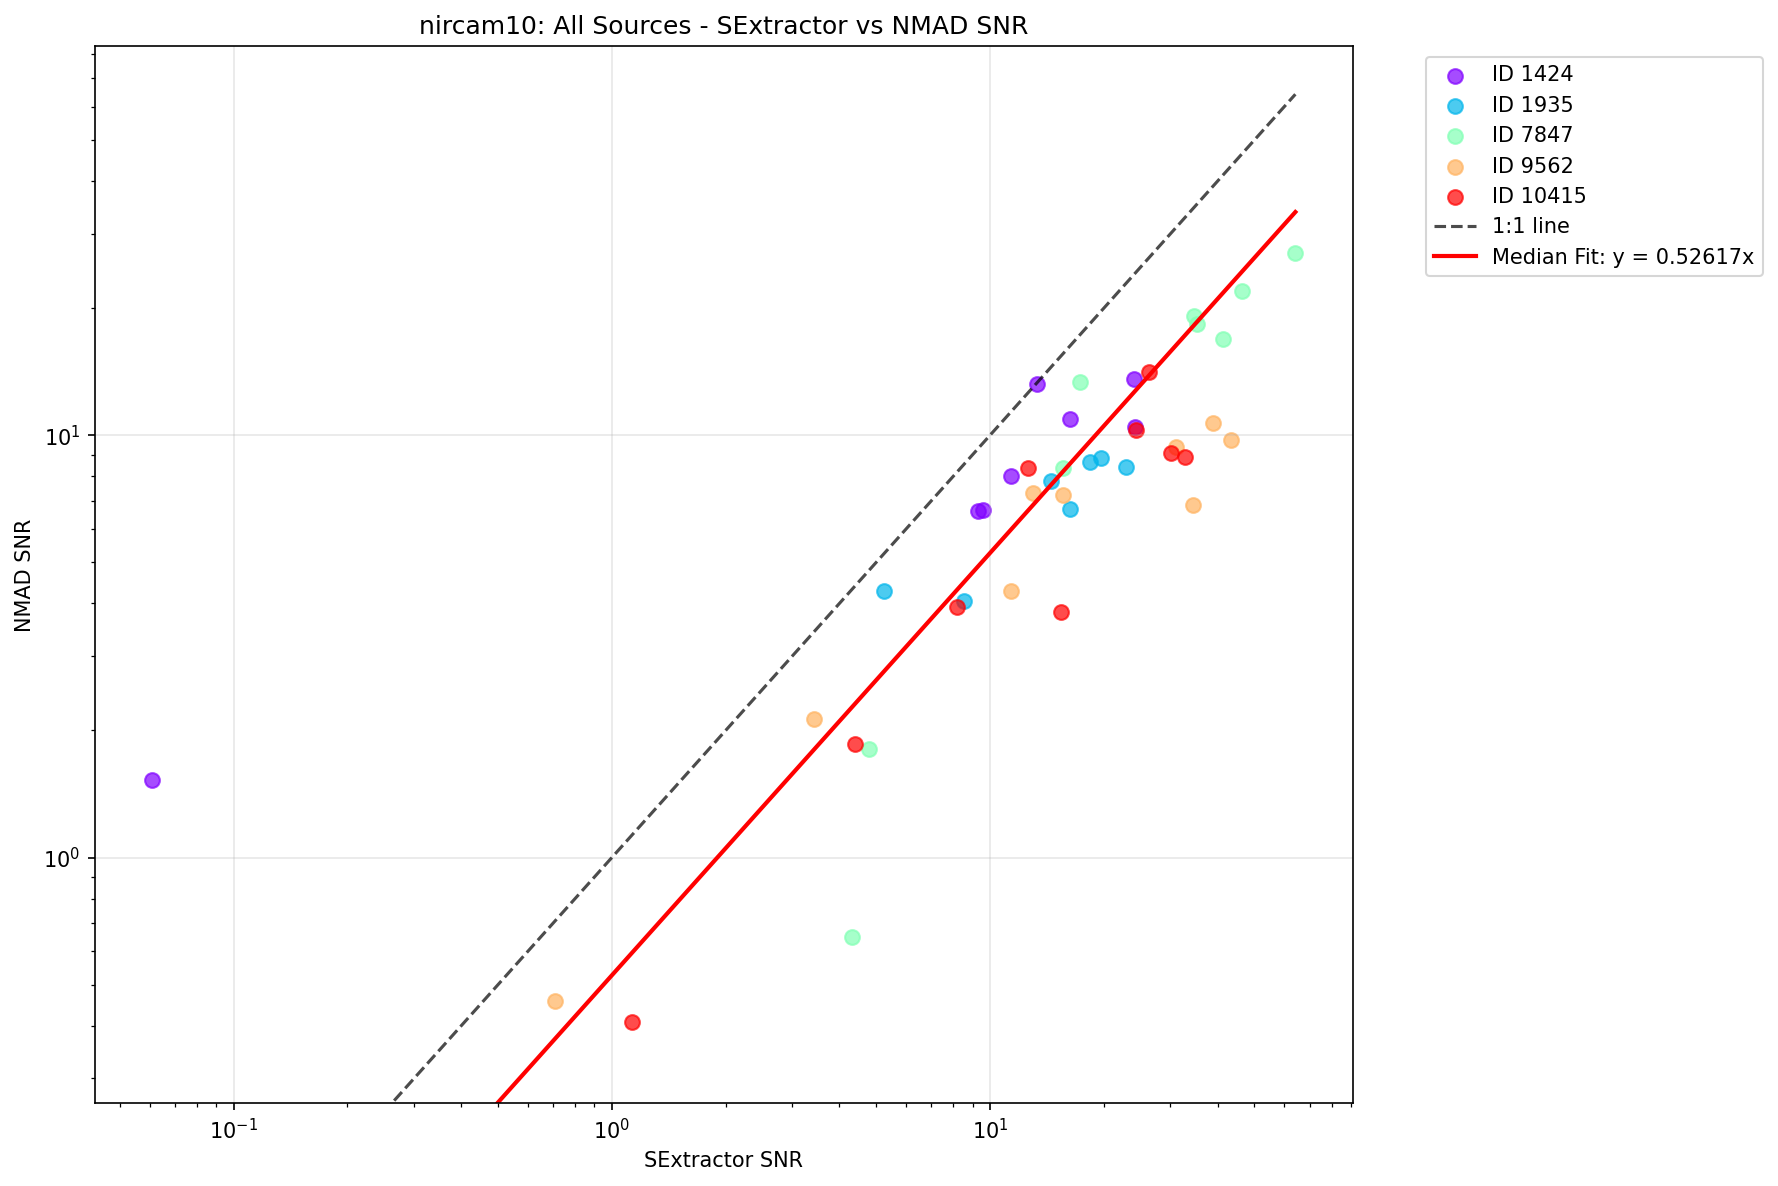 nircam10: All Sources - SExtractor vs NMAD SNR
ID 1424
ID 1935
ID 7847
ID 9562
ID 10415
1:1 line
Median Fit: y = 0.52617x
NMAD SNR
10¹
10⁰
10⁻¹ 10⁰ 10¹
SExtractor SNR